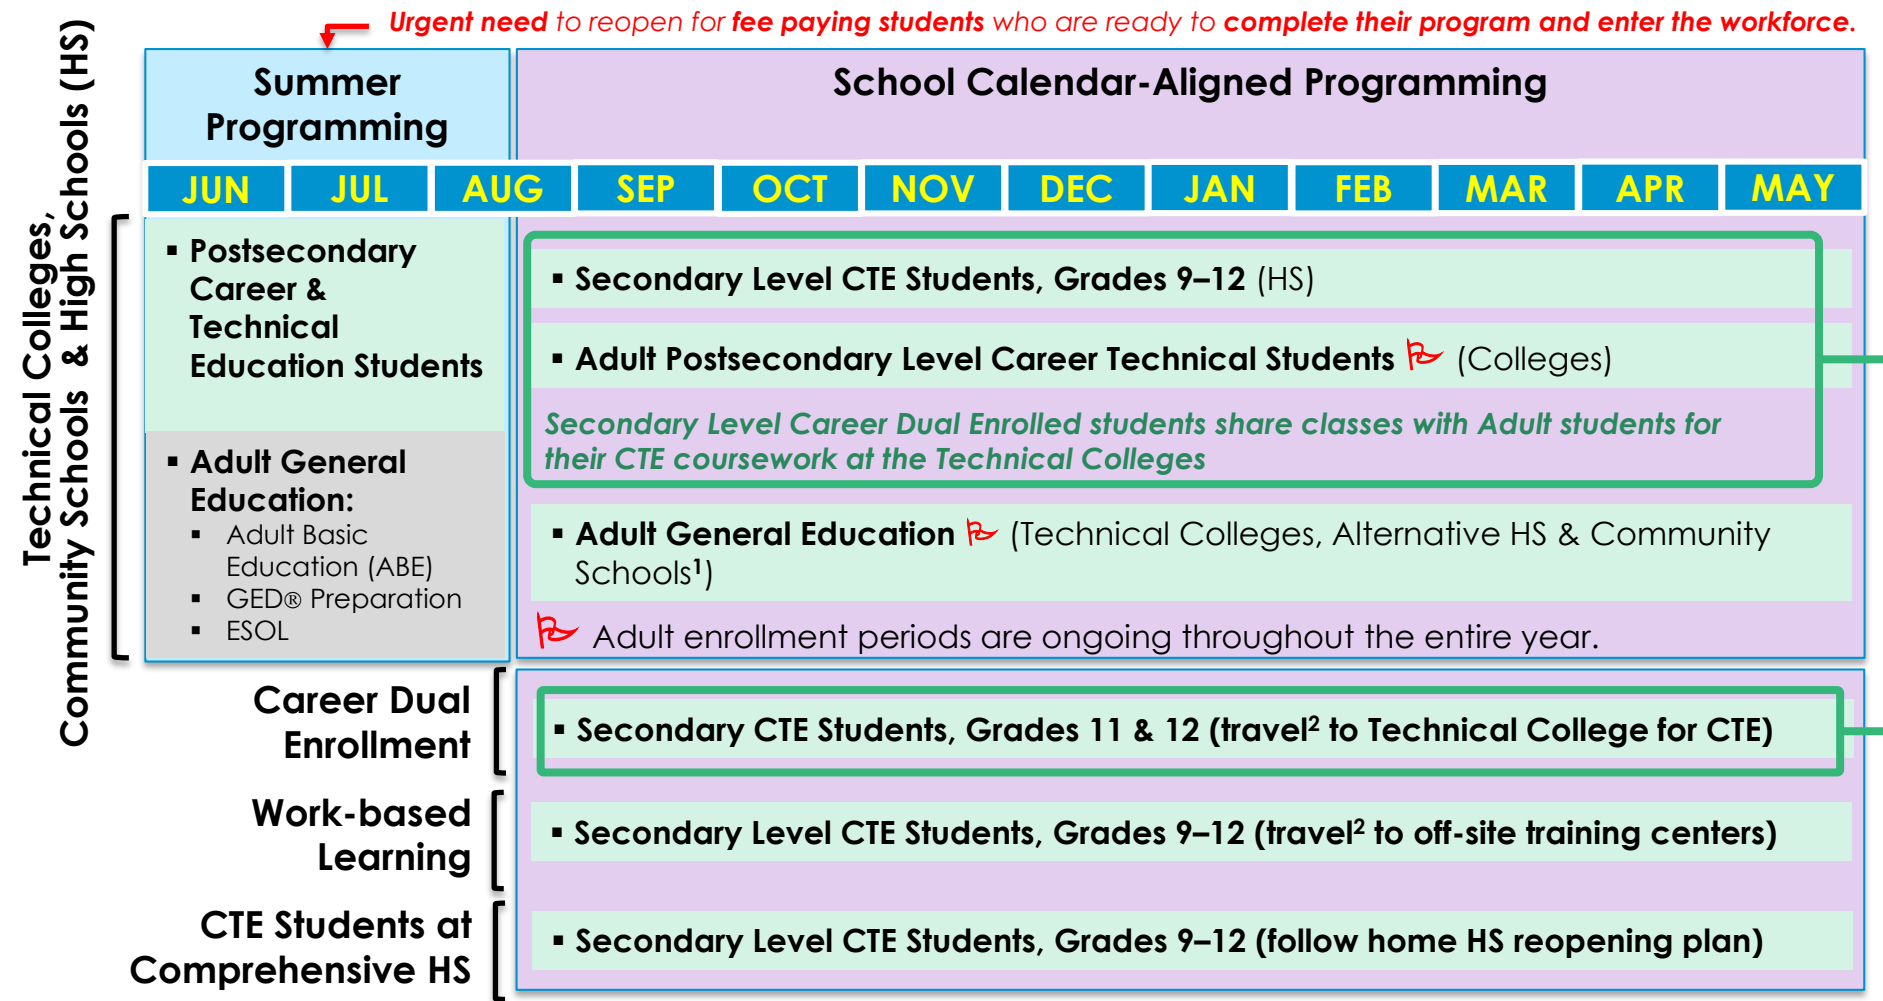 Urgent need to reopen for fee paying students who are ready to complete their program and enter the workforce.
Technical Colleges,
Community Schools & High Schools (HS)
Summer
Programming
School Calendar-Aligned Programming
JUN JUL AUG SEP OCT NOV DEC JAN FEB MAR APR MAY
▪ Postsecondary
Career &
Technical
Education Students
▪ Adult General
Education:
▪ Adult Basic
Education (ABE)
▪ GED® Preparation
▪ ESOL
▪ Secondary Level CTE Students, Grades 9–12 (HS)
▪ Adult Postsecondary Level Career Technical Students (Colleges)
Secondary Level Career Dual Enrolled students share classes with Adult students for
their CTE coursework at the Technical Colleges
▪ Adult General Education (Technical Colleges, Alternative HS & Community
Schools¹)
Adult enrollment periods are ongoing throughout the entire year.
Career Dual
Enrollment
▪ Secondary CTE Students, Grades 11 & 12 (travel² to Technical College for CTE)
Work-based
Learning
▪ Secondary Level CTE Students, Grades 9–12 (travel² to off-site training centers)
CTE Students at
Comprehensive HS
▪ Secondary Level CTE Students, Grades 9–12 (follow home HS reopening plan)